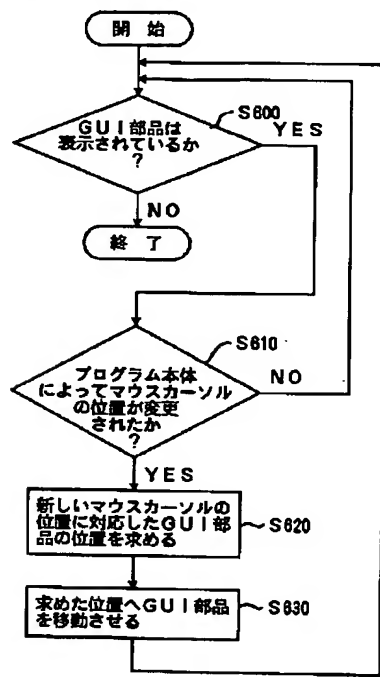 開 始
GUI部品は
表示されているか
?
S600
YES
NO
終 了
S610
プログラム本体
によってマウスカーソル
の位置が変更
されたか
?
NO
YES
新しいマウスカーソルの
位置に対応したGUI部
品の位置を求める
S620
求めた位置へGUI部品
を移動させる
S630